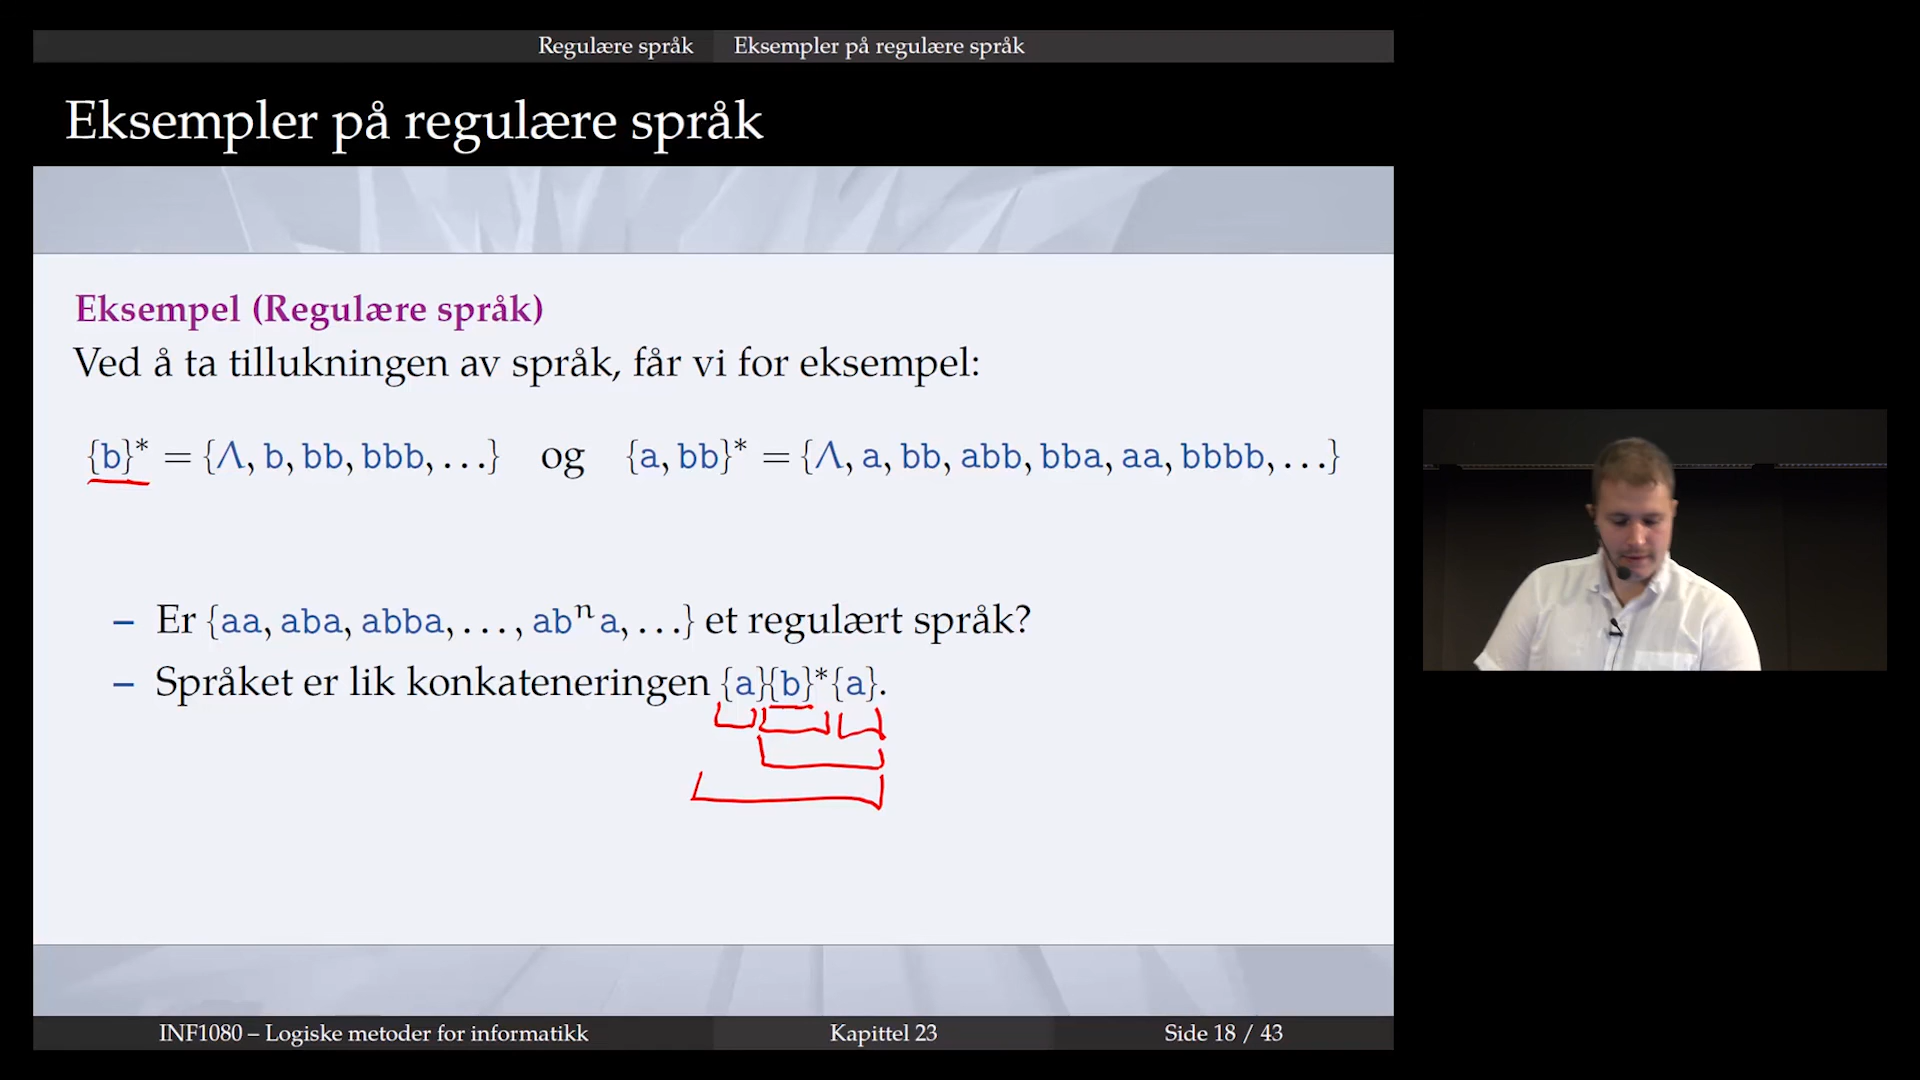 Regulære språk Eksempler på regulære språk
Eksempler på regulære språk
Eksempel (Regulære språk)
Ved å ta tillukningen av språk, får vi for eksempel:
{b}* = {Λ, b, bb, bbb, ...} og {a, bb}* = {Λ, a, bb, abb, bba, aa, bbbb, ...}
– Er {aa, aba, abba, ..., abⁿa, ...} et regulært språk?
– Språket er lik konkateneringen {a}{b}*{a}.
INF1080 – Logiske metoder for informatikk Kapittel 23 Side 18 / 43